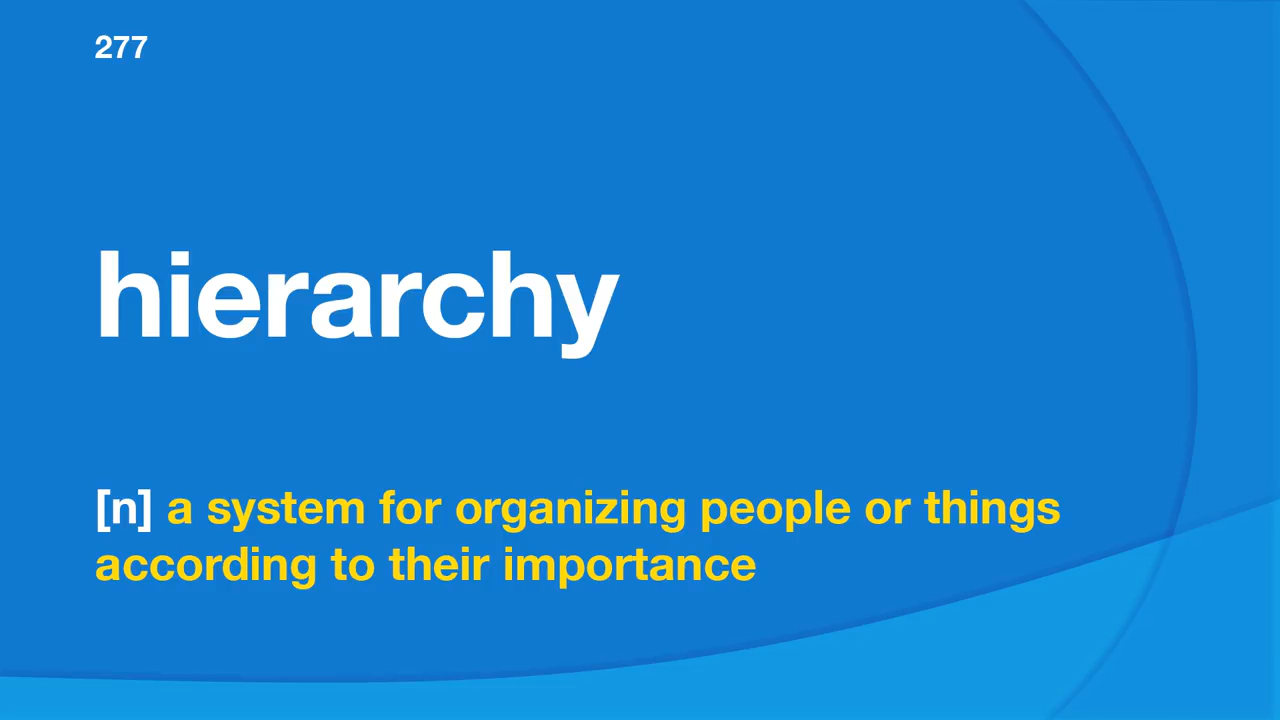 277
hierarchy
[n] a system for organizing people or things
according to their importance